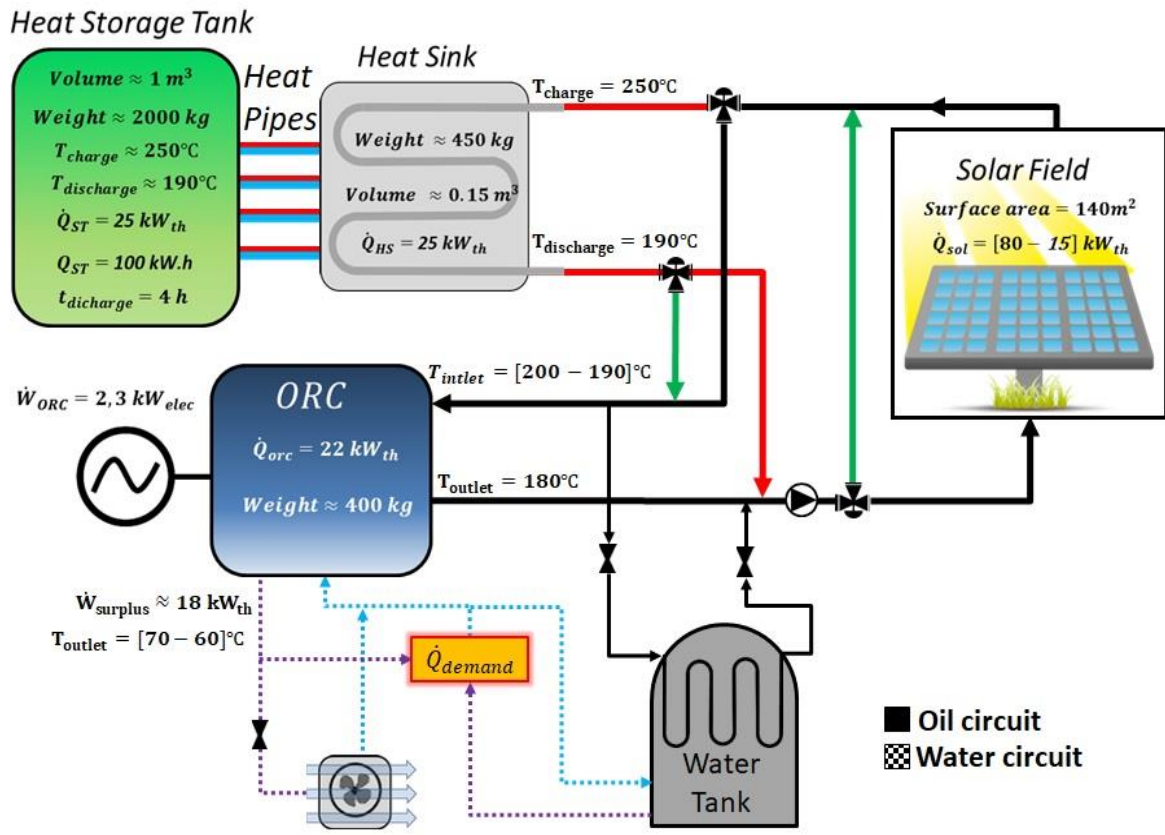 Heat Storage Tank
Volume ≈ 1 m³
Weight ≈ 2000 kg
T_charge ≈ 250°C
T_discharge ≈ 190°C
Q̇_ST = 25 kW_th
Q_ST = 100 kW.h
t_dicharge = 4 h
Heat
Pipes
Heat Sink
Weight ≈ 450 kg
Volume ≈ 0.15 m³
Q̇_HS = 25 kW_th
T_charge = 250°C
T_discharge = 190°C
Solar Field
Surface area = 140m²
Q̇_sol = [80 − 15] kW_th
Ẇ_ORC = 2,3 kW_elec
ORC
Q̇_orc = 22 kW_th
Weight ≈ 400 kg
T_intlet = [200 − 190]°C
T_outlet = 180°C
Ẇ_surplus ≈ 18 kW_th
T_outlet = [70 − 60]°C
Q̇_demand
Water
Tank
Oil circuit
Water circuit